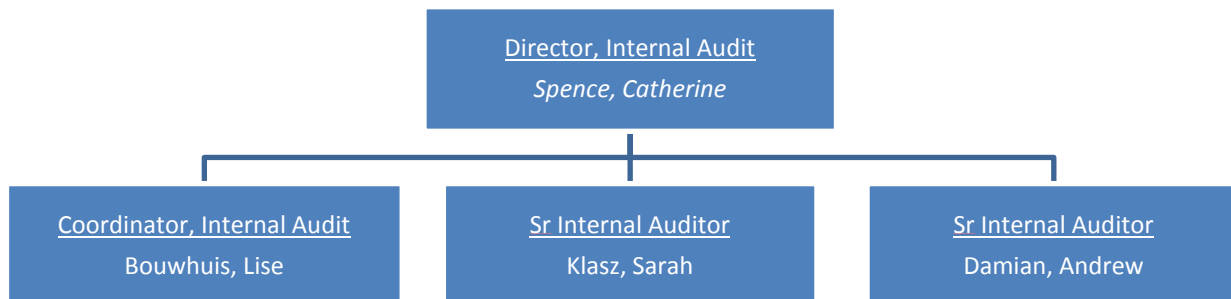 Director, Internal Audit
Spence, Catherine
Coordinator, Internal Audit
Bouwhuis, Lise
Sr Internal Auditor
Klasz, Sarah
Sr Internal Auditor
Damian, Andrew